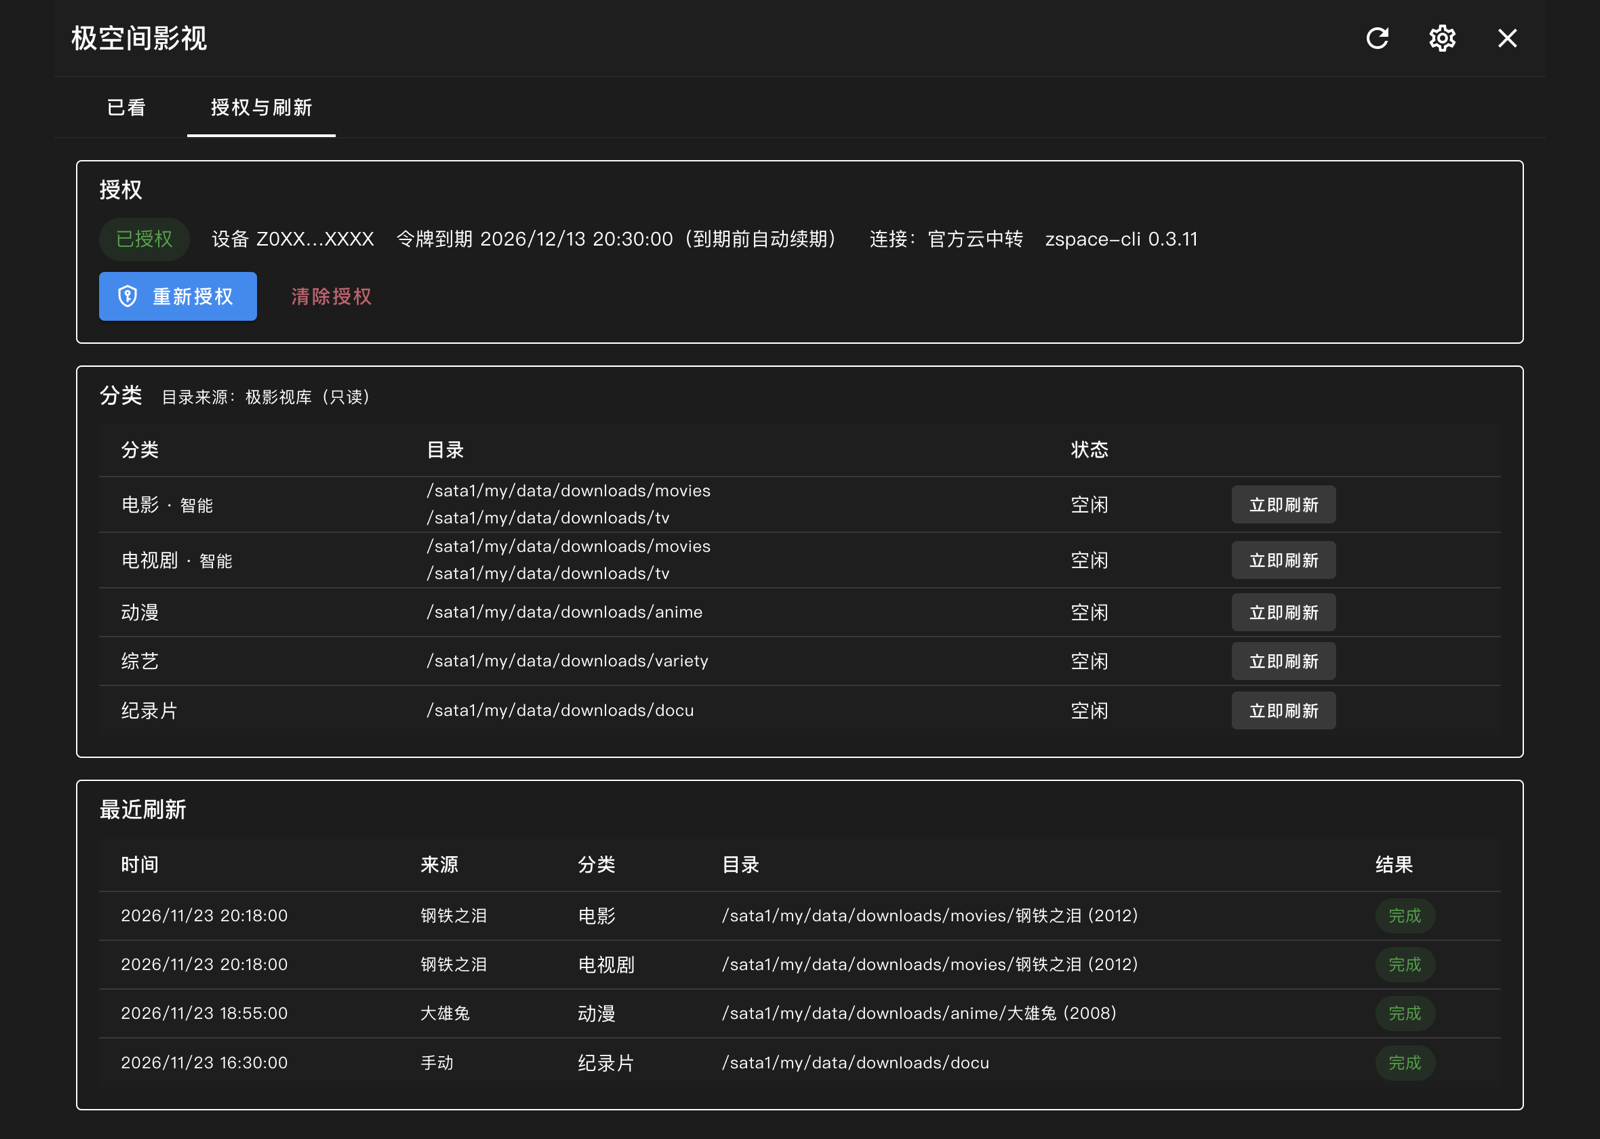 极空间影视
已看
授权与刷新
授权
已授权 设备 Z0XX...XXXX 令牌到期 2026/12/13 20:30:00（到期前自动续期） 连接：官方云中转 zspace-cli 0.3.11
重新授权 清除授权
分类 目录来源：极影视库（只读）
分类 目录 状态
电影 · 智能 /sata1/my/data/downloads/movies
/sata1/my/data/downloads/tv 空闲 立即刷新
电视剧 · 智能 /sata1/my/data/downloads/movies
/sata1/my/data/downloads/tv 空闲 立即刷新
动漫 /sata1/my/data/downloads/anime 空闲 立即刷新
综艺 /sata1/my/data/downloads/variety 空闲 立即刷新
纪录片 /sata1/my/data/downloads/docu 空闲 立即刷新
最近刷新
时间 来源 分类 目录 结果
2026/11/23 20:18:00 钢铁之泪 电影 /sata1/my/data/downloads/movies/钢铁之泪 (2012) 完成
2026/11/23 20:18:00 钢铁之泪 电视剧 /sata1/my/data/downloads/movies/钢铁之泪 (2012) 完成
2026/11/23 18:55:00 大雄兔 动漫 /sata1/my/data/downloads/anime/大雄兔 (2008) 完成
2026/11/23 16:30:00 手动 纪录片 /sata1/my/data/downloads/docu 完成